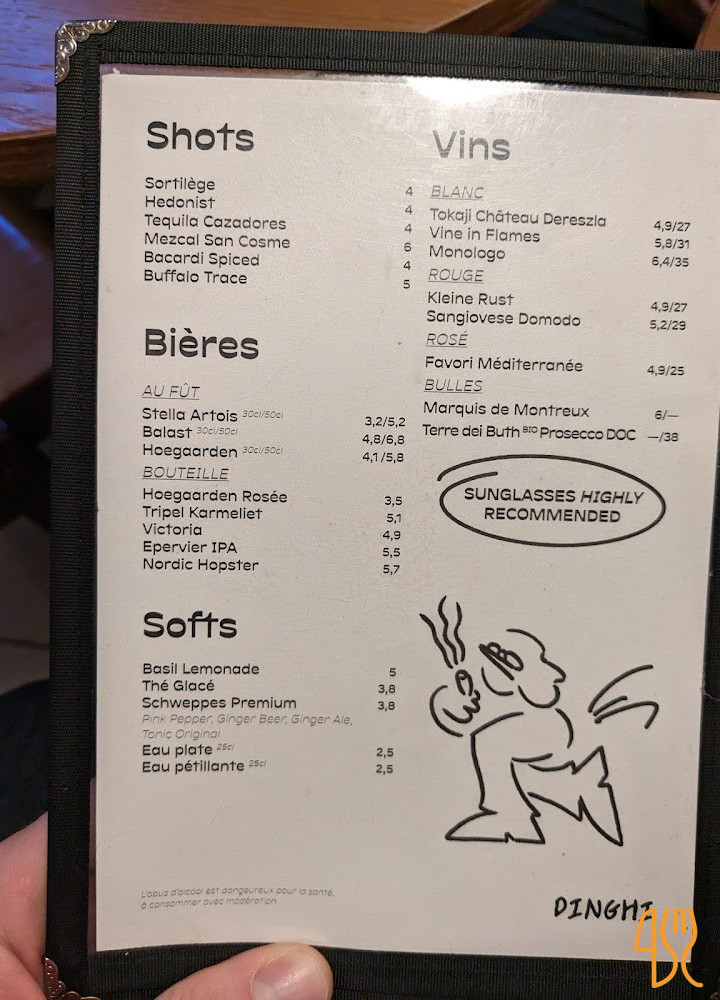 Shots
Sortilège 4
Hedonist 4
Tequila Cazadores 4
Mezcal San Cosme 6
Bacardi Spiced 4
Buffalo Trace 5
Bières
AU FÛT
Stella Artois 30cl/50cl 3,2/5,2
Balast 30cl/50cl 4,8/6,8
Hoegaarden 30cl/50cl 4,1/5,8
BOUTEILLE
Hoegaarden Rosée 3,5
Tripel Karmeliet 5,1
Victoria 4,9
Epervier IPA 5,5
Nordic Hopster 5,7
Softs
Basil Lemonade 5
Thé Glacé 3,8
Schweppes Premium 3,8
Pink Pepper, Ginger Beer, Ginger Ale,
Tonic Original
Eau plate 25cl 2,5
Eau pétillante 25cl 2,5
L'abus d'alcool est dangeureux pour la santé,
à consommer avec modération.
Vins
BLANC
Tokaji Château Dereszla 4,9/27
Vine in Flames 5,8/31
Monologo 6,4/35
ROUGE
Kleine Rust 4,9/27
Sangiovese Domodo 5,2/29
ROSÉ
Favori Méditerranée 4,9/25
BULLES
Marquis de Montreux 6/—
Terre dei Buth BIO Prosecco DOC —/38
SUNGLASSES HIGHLY
RECOMMENDED
DINGHI